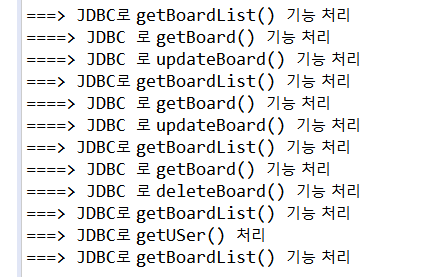 ===> JDBC로 getBoardList() 기능 처리
====> JDBC 로 getBoard() 기능 처리
====> JDBC 로 updateBoard() 기능 처리
===> JDBC로 getBoardList() 기능 처리
====> JDBC 로 getBoard() 기능 처리
====> JDBC 로 updateBoard() 기능 처리
===> JDBC로 getBoardList() 기능 처리
====> JDBC 로 getBoard() 기능 처리
====> JDBC 로 deleteBoard() 기능 처리
===> JDBC로 getBoardList() 기능 처리
===> JDBC로 getUSer() 처리
===> JDBC로 getBoardList() 기능 처리